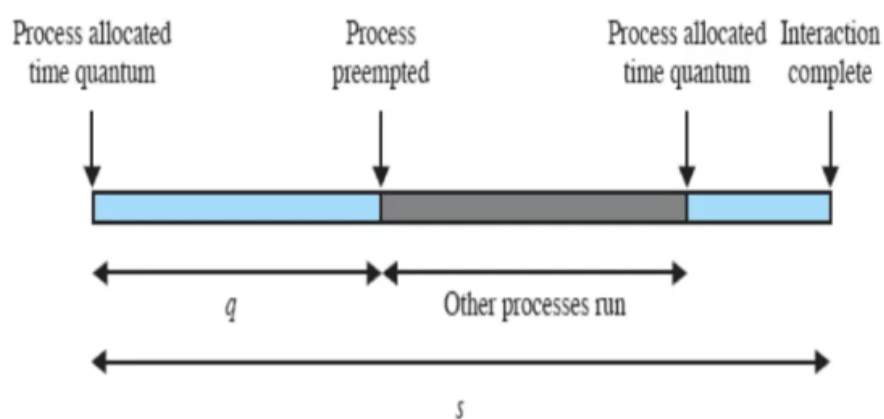 Process allocated
time quantum
Process
preempted
Process allocated
time quantum
Interaction
complete
q
Other processes run
s